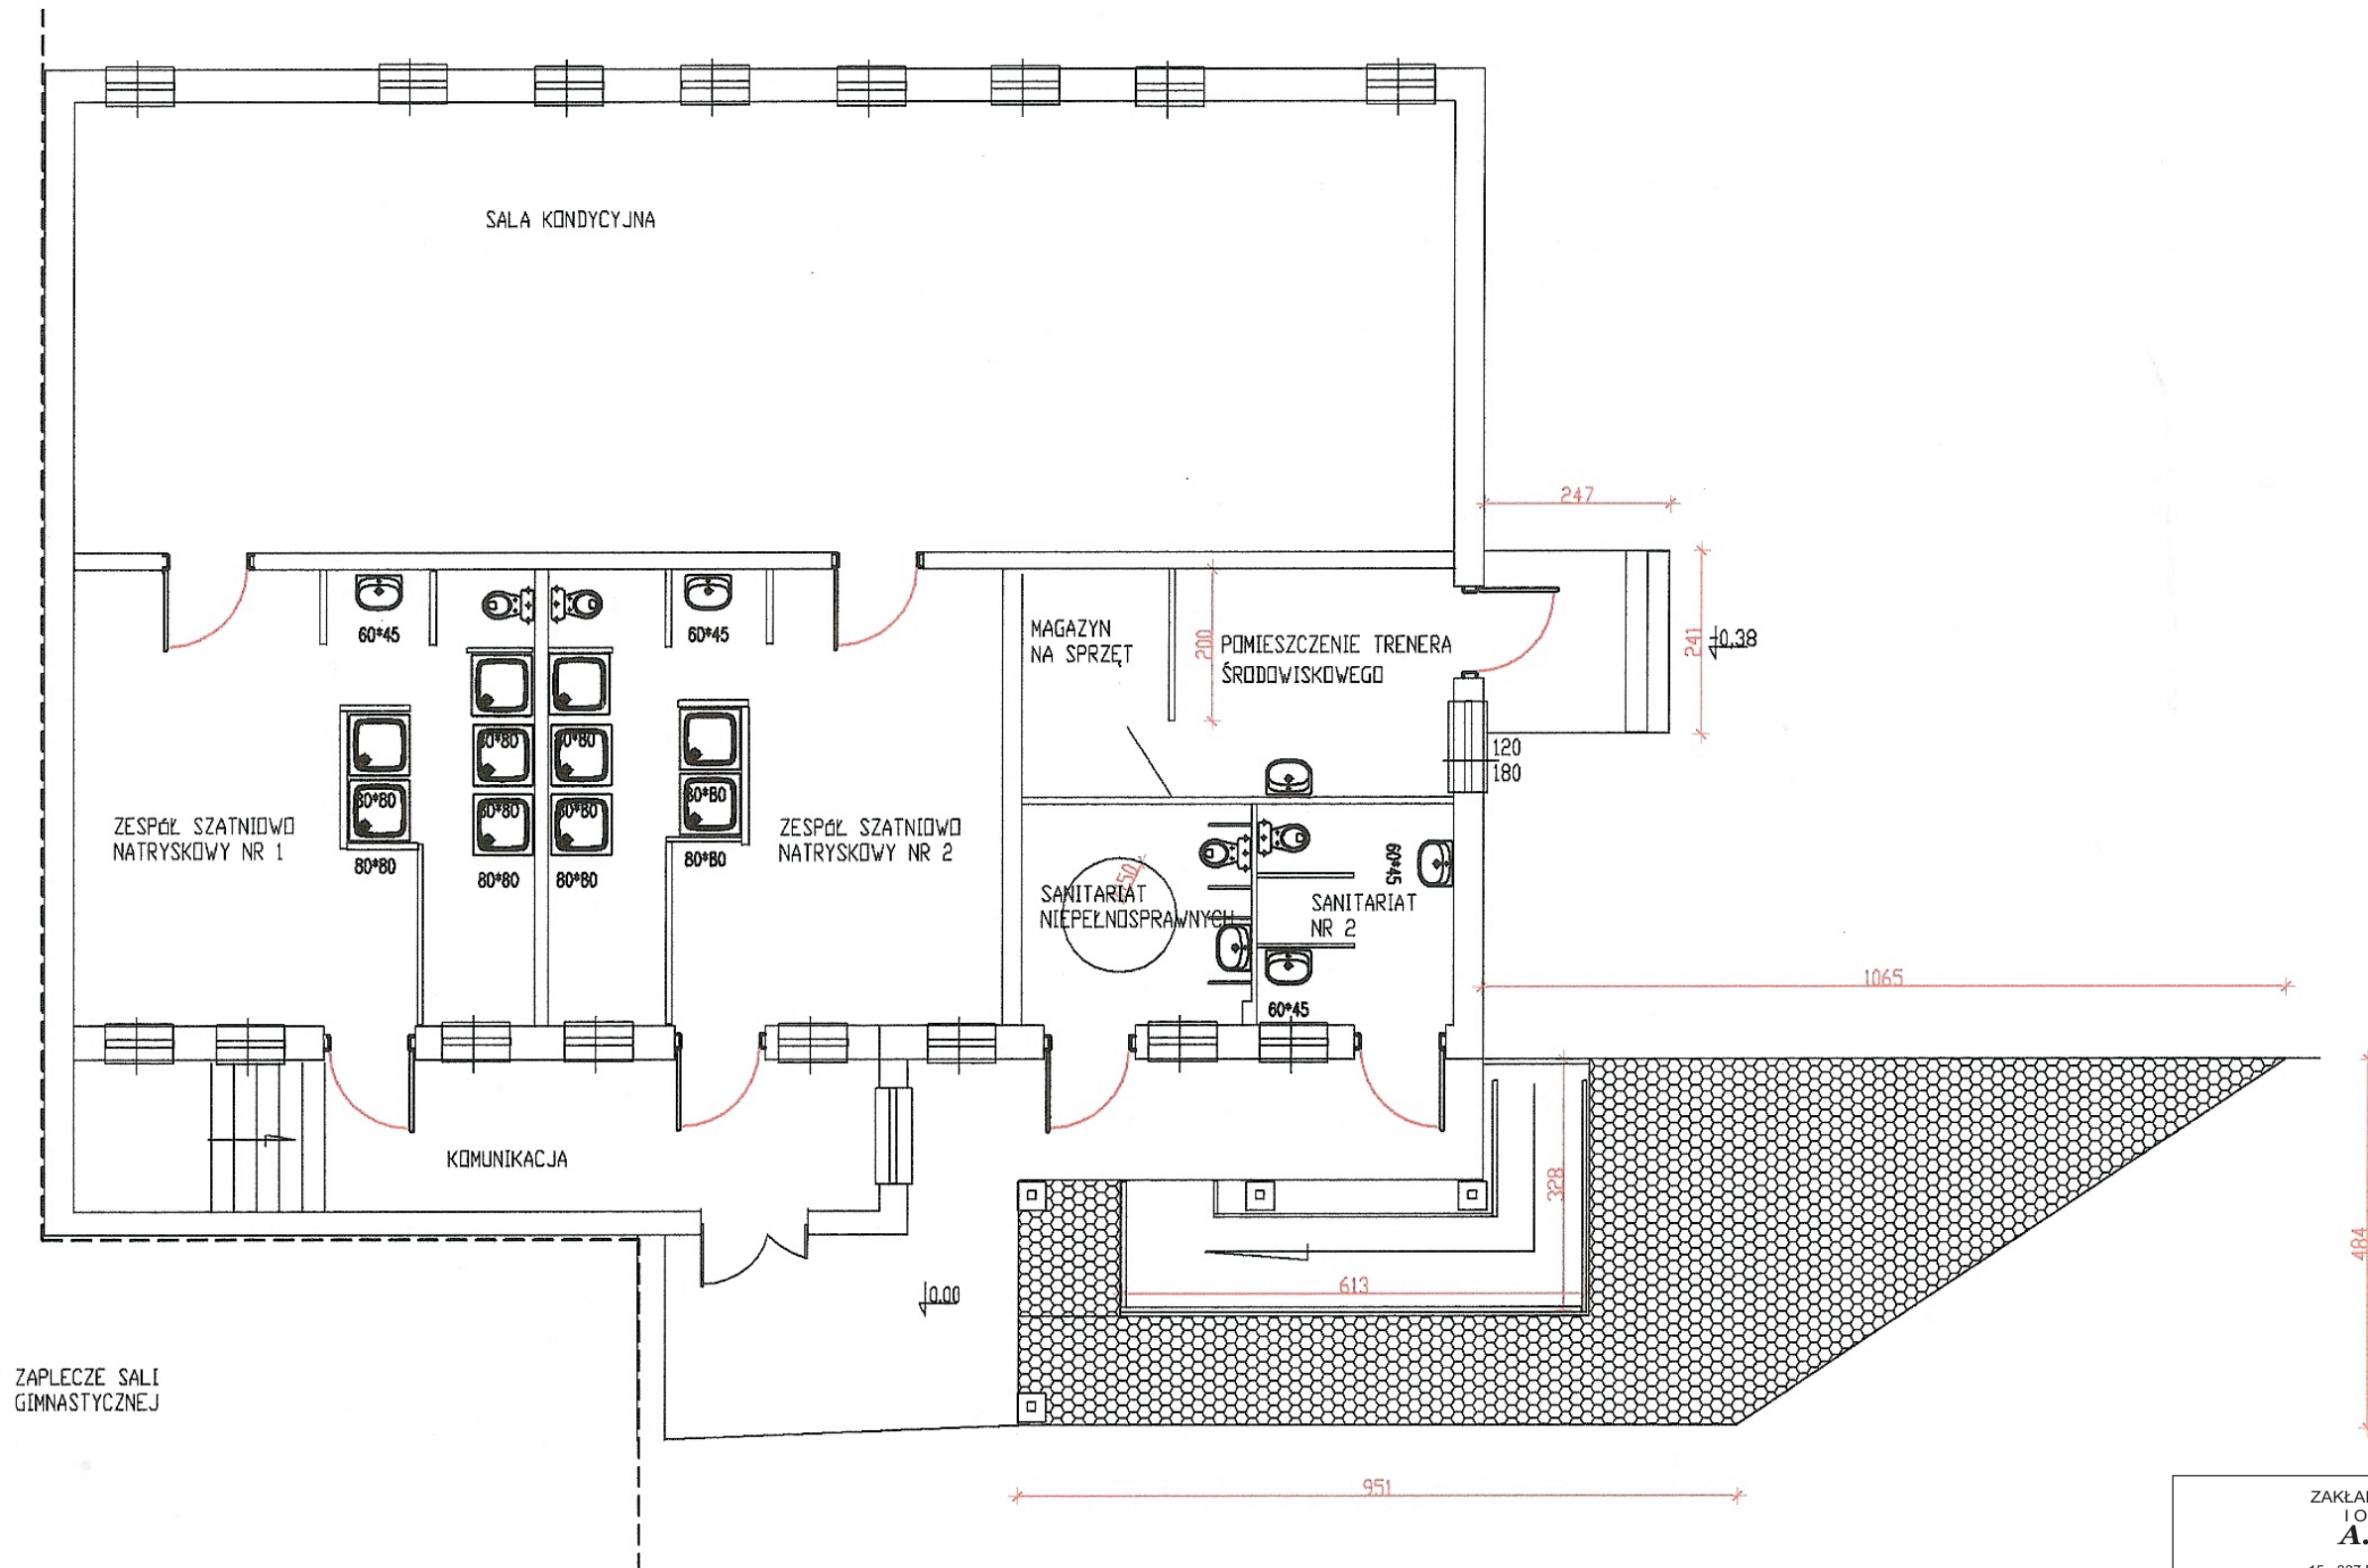 SALA KONDYCYJNA
247
60*45
60*45
MAGAZYN
NA SPRZĘT
200
POMIESZCZENIE TRENERA
ŚRODOWISKOWEGO
241
0.38
80*80
80*80
120
180
80*80
80*80
80*80
80*80
ZESPÓŁ SZATNIOWO
NATRYSKOWY NR 1
80*80
80*80
80*80
80*80
ZESPÓŁ SZATNIOWO
NATRYSKOWY NR 2
60*45
SANITARIAT
NIEPEŁNOSPRAWNYCH
SANITARIAT
NR 2
1065
60*45
KOMUNIKACJA
328
484
613
0.00
ZAPLECZE SALI
GIMNASTYCZNEJ
951
I O
A.